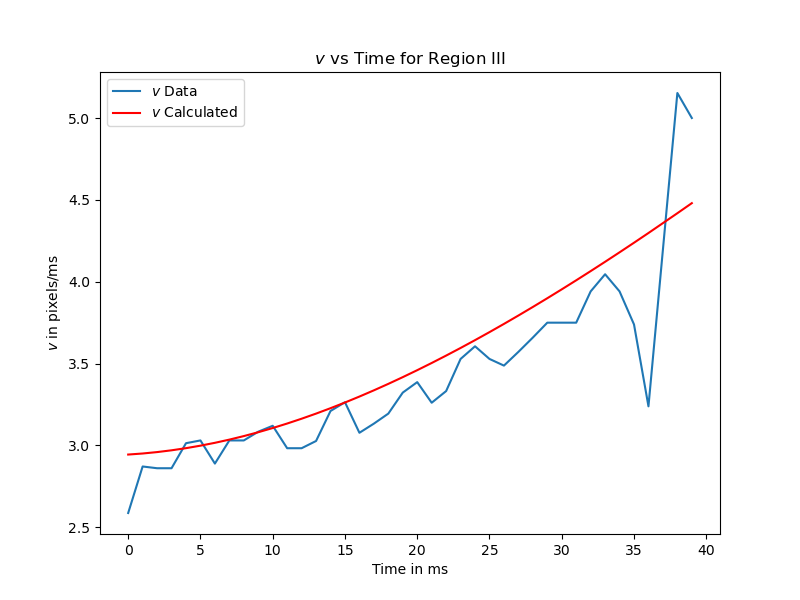 v vs Time for Region III
v Data
v Calculated
5.0
4.5
4.0
3.5
3.0
2.5
v in pixels/ms
0 5 10 15 20 25 30 35 40
Time in ms